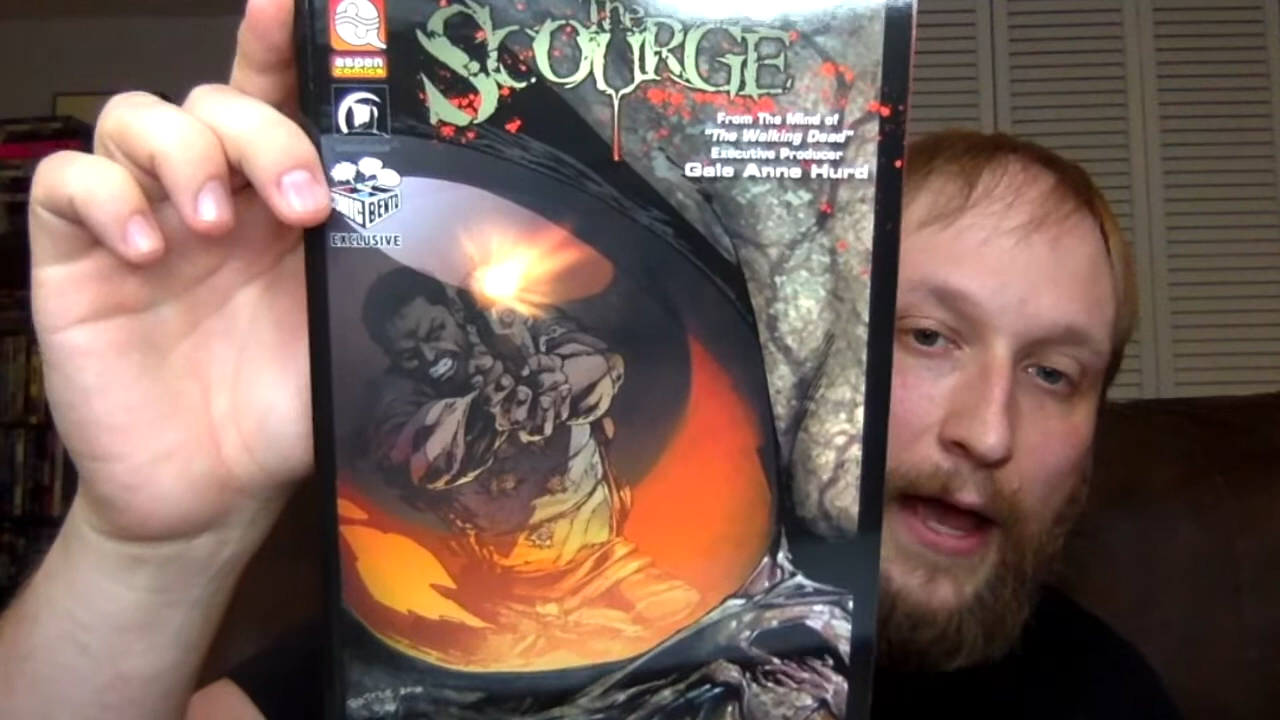 The
SCOURGE
aspen
comics
From The Mind of
"The Walking Dead"
Executive Producer
Gale Anne Hurd
BENTO
EXCLUSIVE